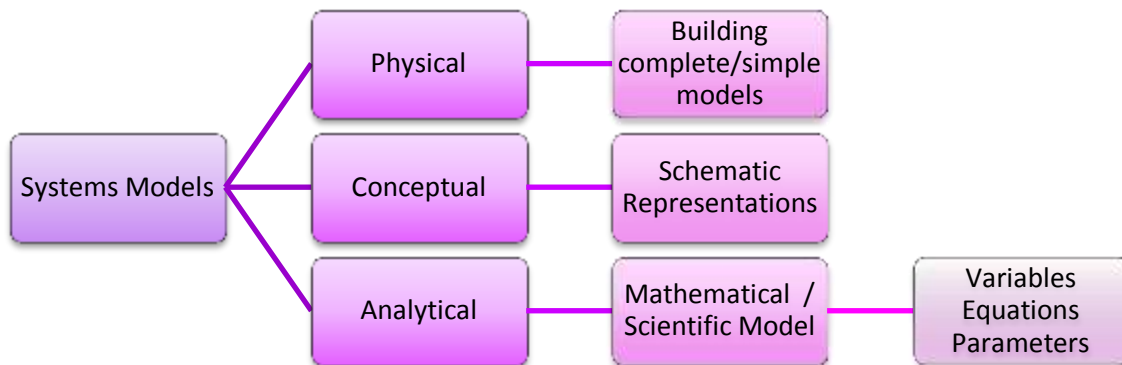 Systems Models
Physical
Building
complete/simple
models
Conceptual
Schematic
Representations
Analytical
Mathematical /
Scientific Model
Variables
Equations
Parameters